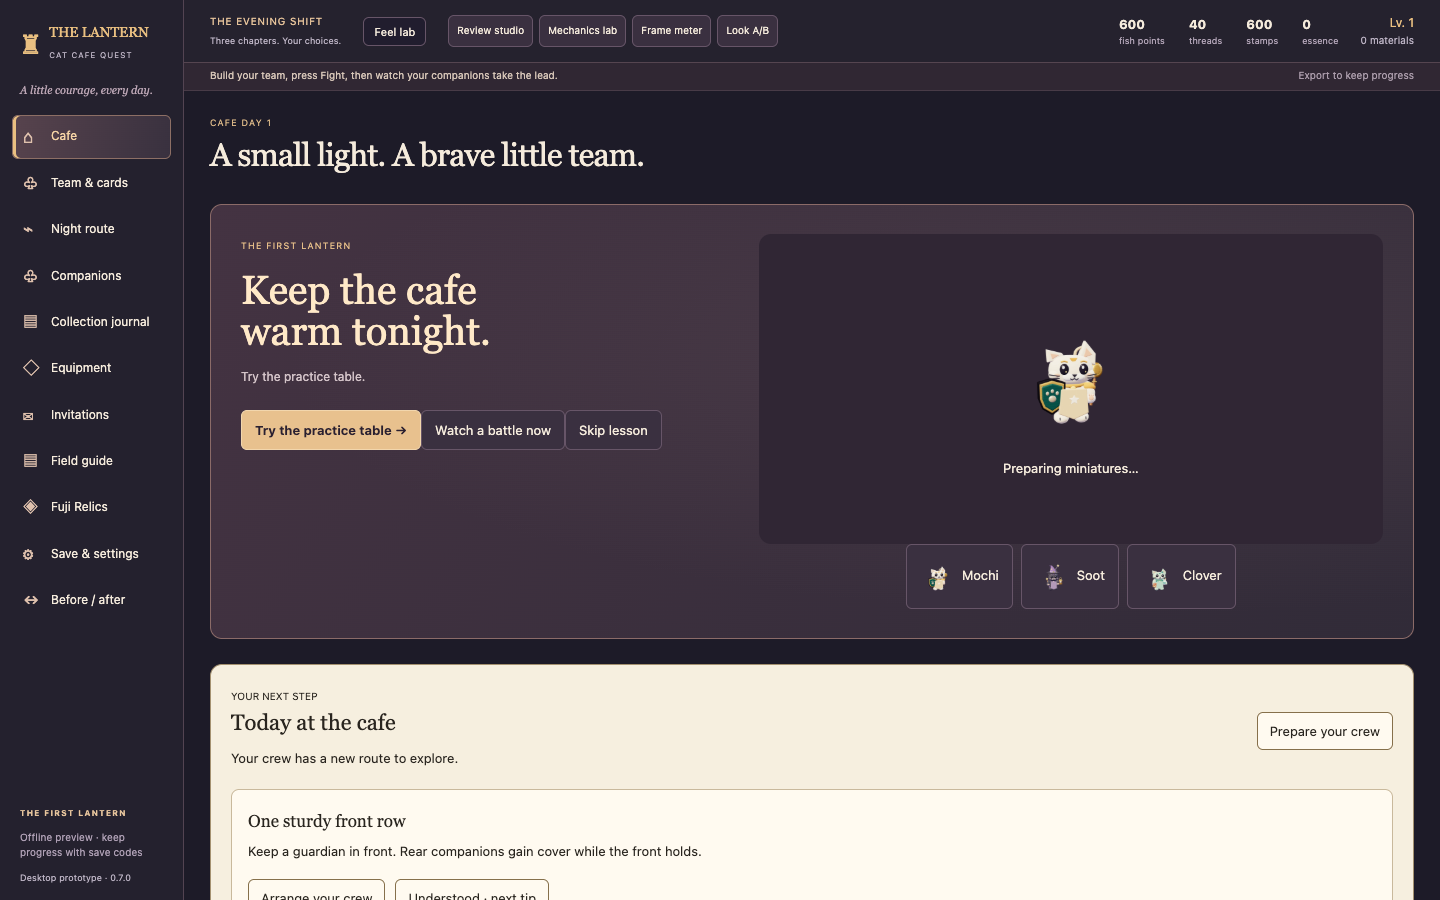 THE LANTERN
CAT CAFE QUEST
A little courage, every day.
Cafe
Team & cards
Night route
Companions
Collection journal
Equipment
Invitations
Field guide
Fuji Relics
Save & settings
Before / after
THE FIRST LANTERN
Offline preview · keep
progress with save codes
Desktop prototype · 0.7.0
THE EVENING SHIFT
Three chapters. Your choices.
Feel lab
Review studio
Mechanics lab
Frame meter
Look A/B
600
fish points
40
threads
600
stamps
0
essence
Lv. 1
0 materials
Build your team, press Fight, then watch your companions take the lead.
Export to keep progress
CAFE DAY 1
A small light. A brave little team.
THE FIRST LANTERN
Keep the cafe
warm tonight.
Try the practice table.
Try the practice table →
Watch a battle now
Skip lesson
Preparing miniatures…
Mochi
Soot
Clover
YOUR NEXT STEP
Today at the cafe
Your crew has a new route to explore.
Prepare your crew
One sturdy front row
Keep a guardian in front. Rear companions gain cover while the front holds.
Arrange your crew
Understood · next tip